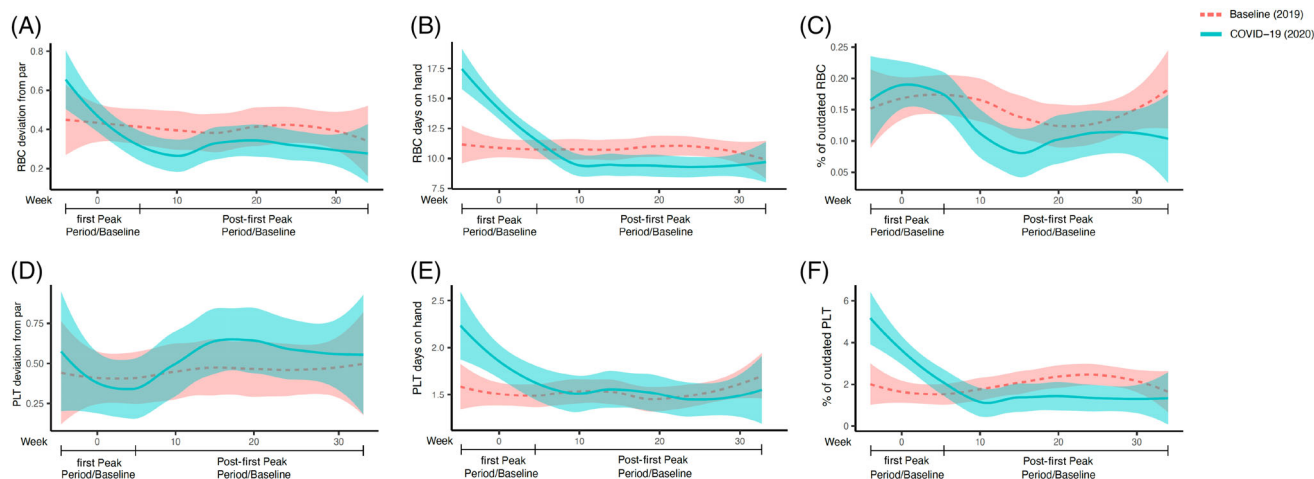 (A)
(B)
(C)
Baseline (2019)
COVID-19 (2020)
RBC deviation from par
0.8
0.6
0.4
0.2
Week
0 10 20 30
first Peak Post-first Peak
Period/Baseline Period/Baseline
RBC days on hand
17.5
15.0
12.5
10.0
7.5
Week
0 10 20 30
first Peak Post-first Peak
Period/Baseline Period/Baseline
% of outdated RBC
0.25
0.20
0.15
0.10
0.05
Week
0 10 20 30
first Peak Post-first Peak
Period/Baseline Period/Baseline
(D)
(E)
(F)
PLT deviation from par
0.75
0.50
0.25
Week
0 10 20 30
first Peak Post-first Peak
Period/Baseline Period/Baseline
PLT days on hand
2.5
2.0
1.5
Week
0 10 20 30
first Peak Post-first Peak
Period/Baseline Period/Baseline
% of outdated PLT
6
4
2
0
Week
0 10 20 30
first Peak Post-first Peak
Period/Baseline Period/Baseline